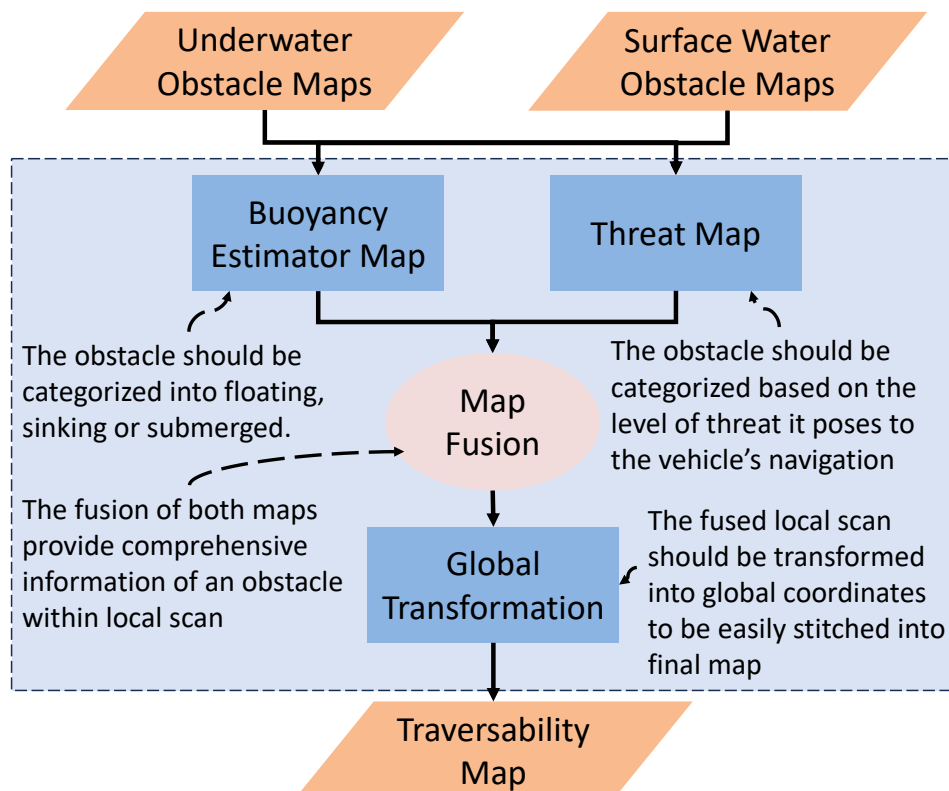 Underwater
Obstacle Maps
Surface Water
Obstacle Maps
Buoyancy
Estimator Map
Threat Map
The obstacle should be
categorized into floating,
sinking or submerged.
The obstacle should be
categorized based on the
level of threat it poses to
the vehicle’s navigation
Map
Fusion
The fusion of both maps
provide comprehensive
information of an obstacle
within local scan
Global
Transformation
The fused local scan
should be transformed
into global coordinates
to be easily stitched into
final map
Traversability
Map